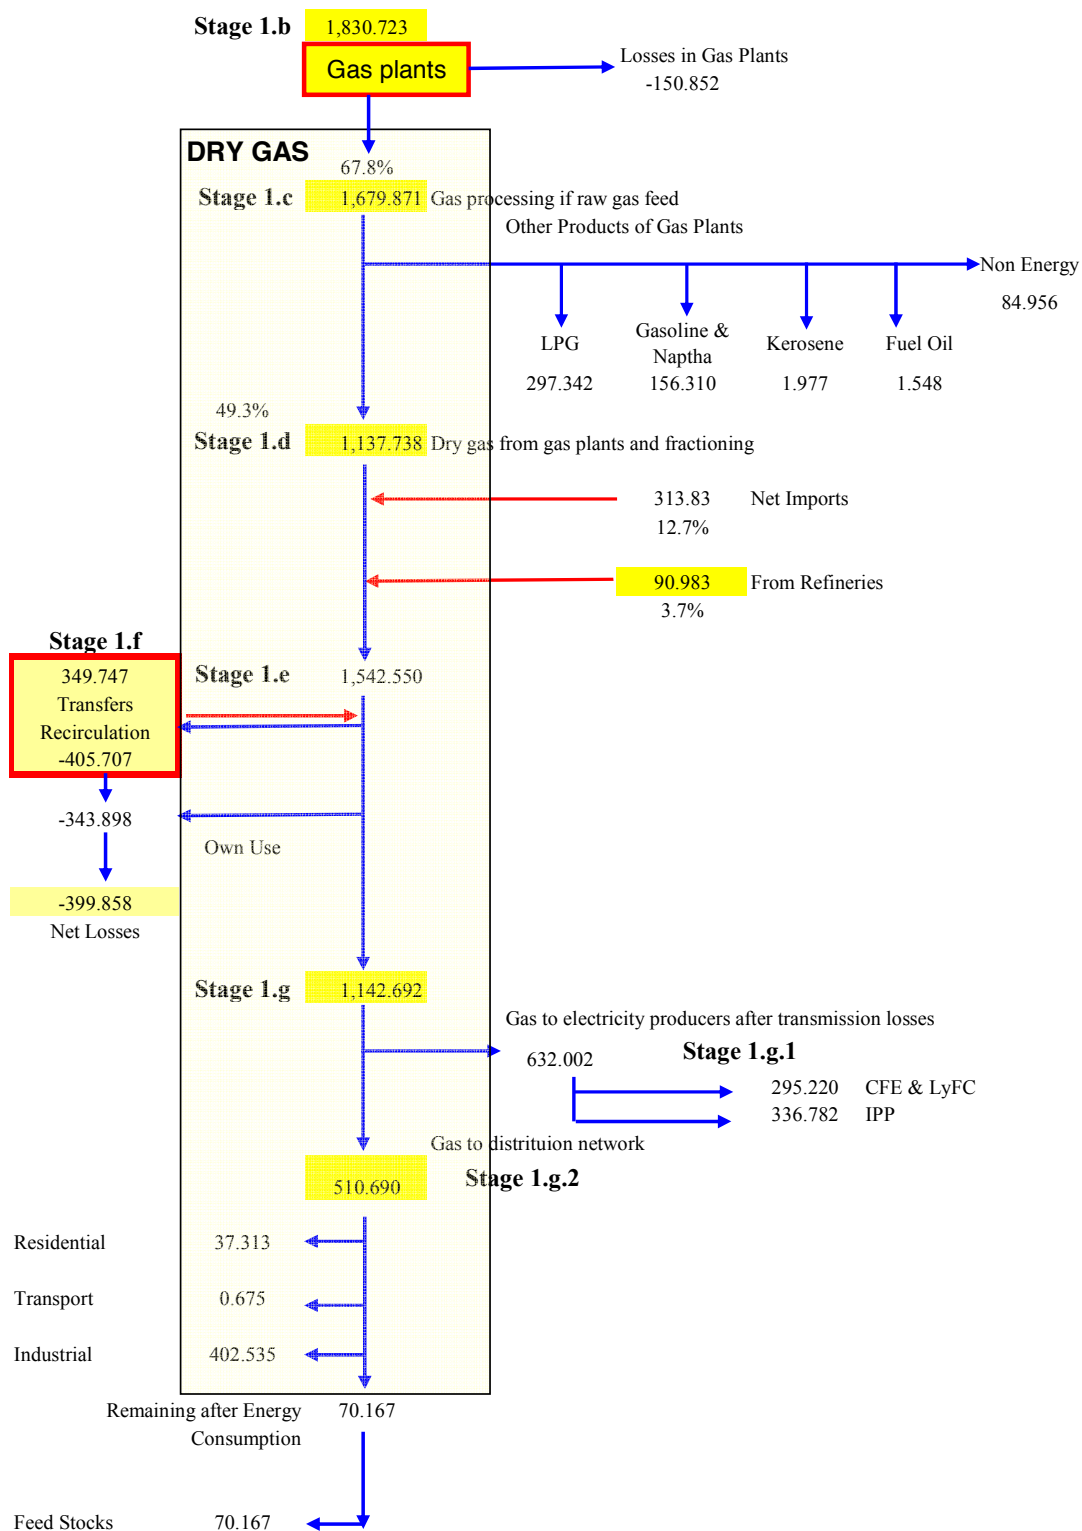 Stage 1.b 1,830.723
Gas plants
Losses in Gas Plants
-150.852
DRY GAS
67.8%
Stage 1.c 1,679.871 Gas processing if raw gas feed
Other Products of Gas Plants
Non Energy
84.956
LPG
Gasoline &
Naptha
Kerosene
Fuel Oil
297.342 156.310 1.977 1.548
49.3%
Stage 1.d 1,137.738 Dry gas from gas plants and fractioning
313.83 Net Imports
12.7%
90.983 From Refineries
3.7%
Stage 1.f
349.747
Transfers
Recirculation
-405.707
Stage 1.e 1,542.550
-343.898
Own Use
-399.858
Net Losses
Stage 1.g 1,142.692
Gas to electricity producers after transmission losses
632.002 Stage 1.g.1
295.220 CFE & LyFC
336.782 IPP
Gas to distrituion network
510.690 Stage 1.g.2
Residential 37.313
Transport 0.675
Industrial 402.535
Remaining after Energy 70.167
Consumption
Feed Stocks 70.167